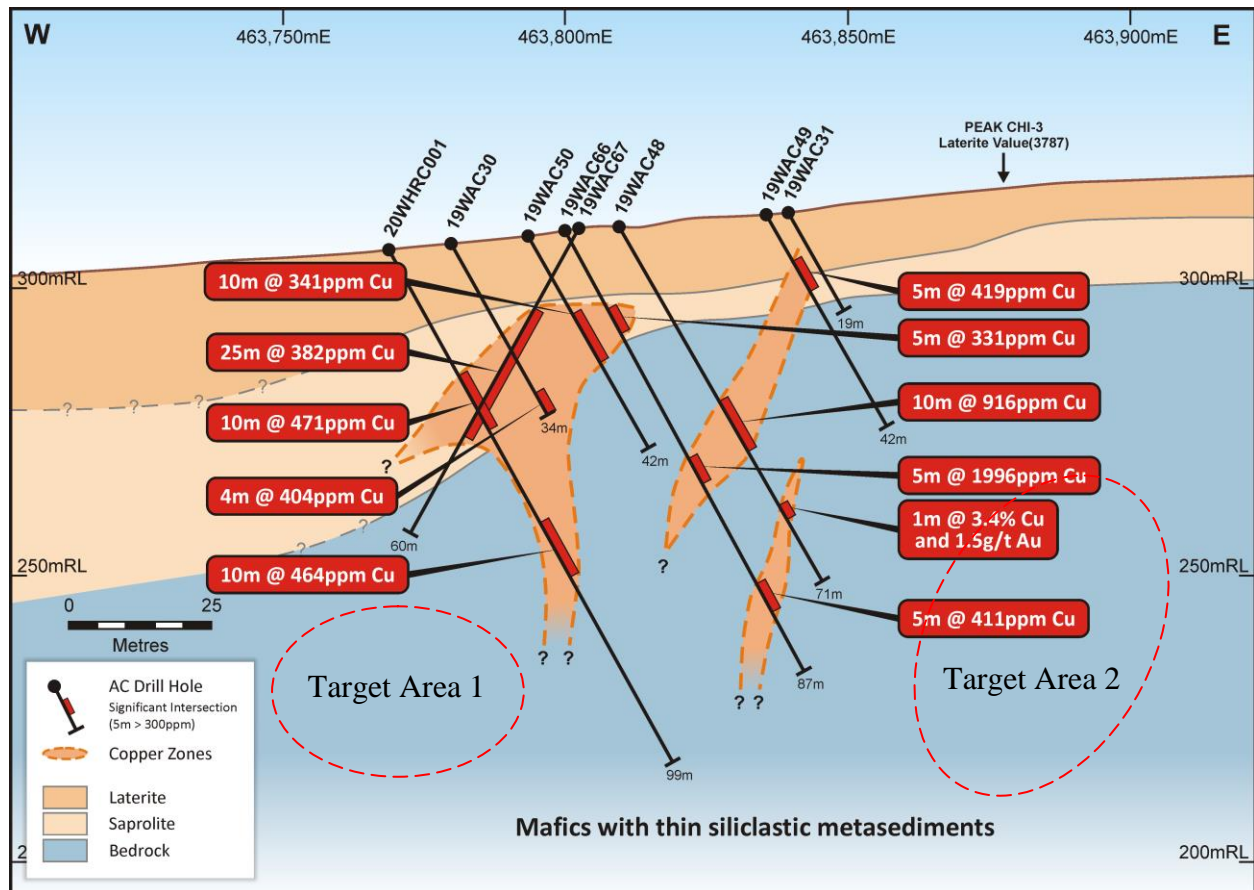 W
463,750mE
463,800mE
463,850mE
463,900mE
E
PEAK CHI-3
Laterite Value(3787)
20WHRC001
19WAC30
19WAC50
19WAC66
19WAC67
19WAC48
19WAC49
19WAC31
300mRL
300mRL
10m @ 341ppm Cu
5m @ 419ppm Cu
19m
5m @ 331ppm Cu
25m @ 382ppm Cu
? ? ? ?
10m @ 916ppm Cu
10m @ 471ppm Cu
34m
42m
42m
?
5m @ 1996ppm Cu
4m @ 404ppm Cu
1m @ 3.4% Cu
and 1.5g/t Au
? ? ?
60m
10m @ 464ppm Cu
?
250mRL
250mRL
71m
0
25
Metres
5m @ 411ppm Cu
? ?
87m
Target Area 1
Target Area 2
? ?
99m
AC Drill Hole
Significant Intersection
(5m > 300ppm)
Copper Zones
Laterite
Saprolite
Bedrock
Mafics with thin siliclastic metasediments
200mRL